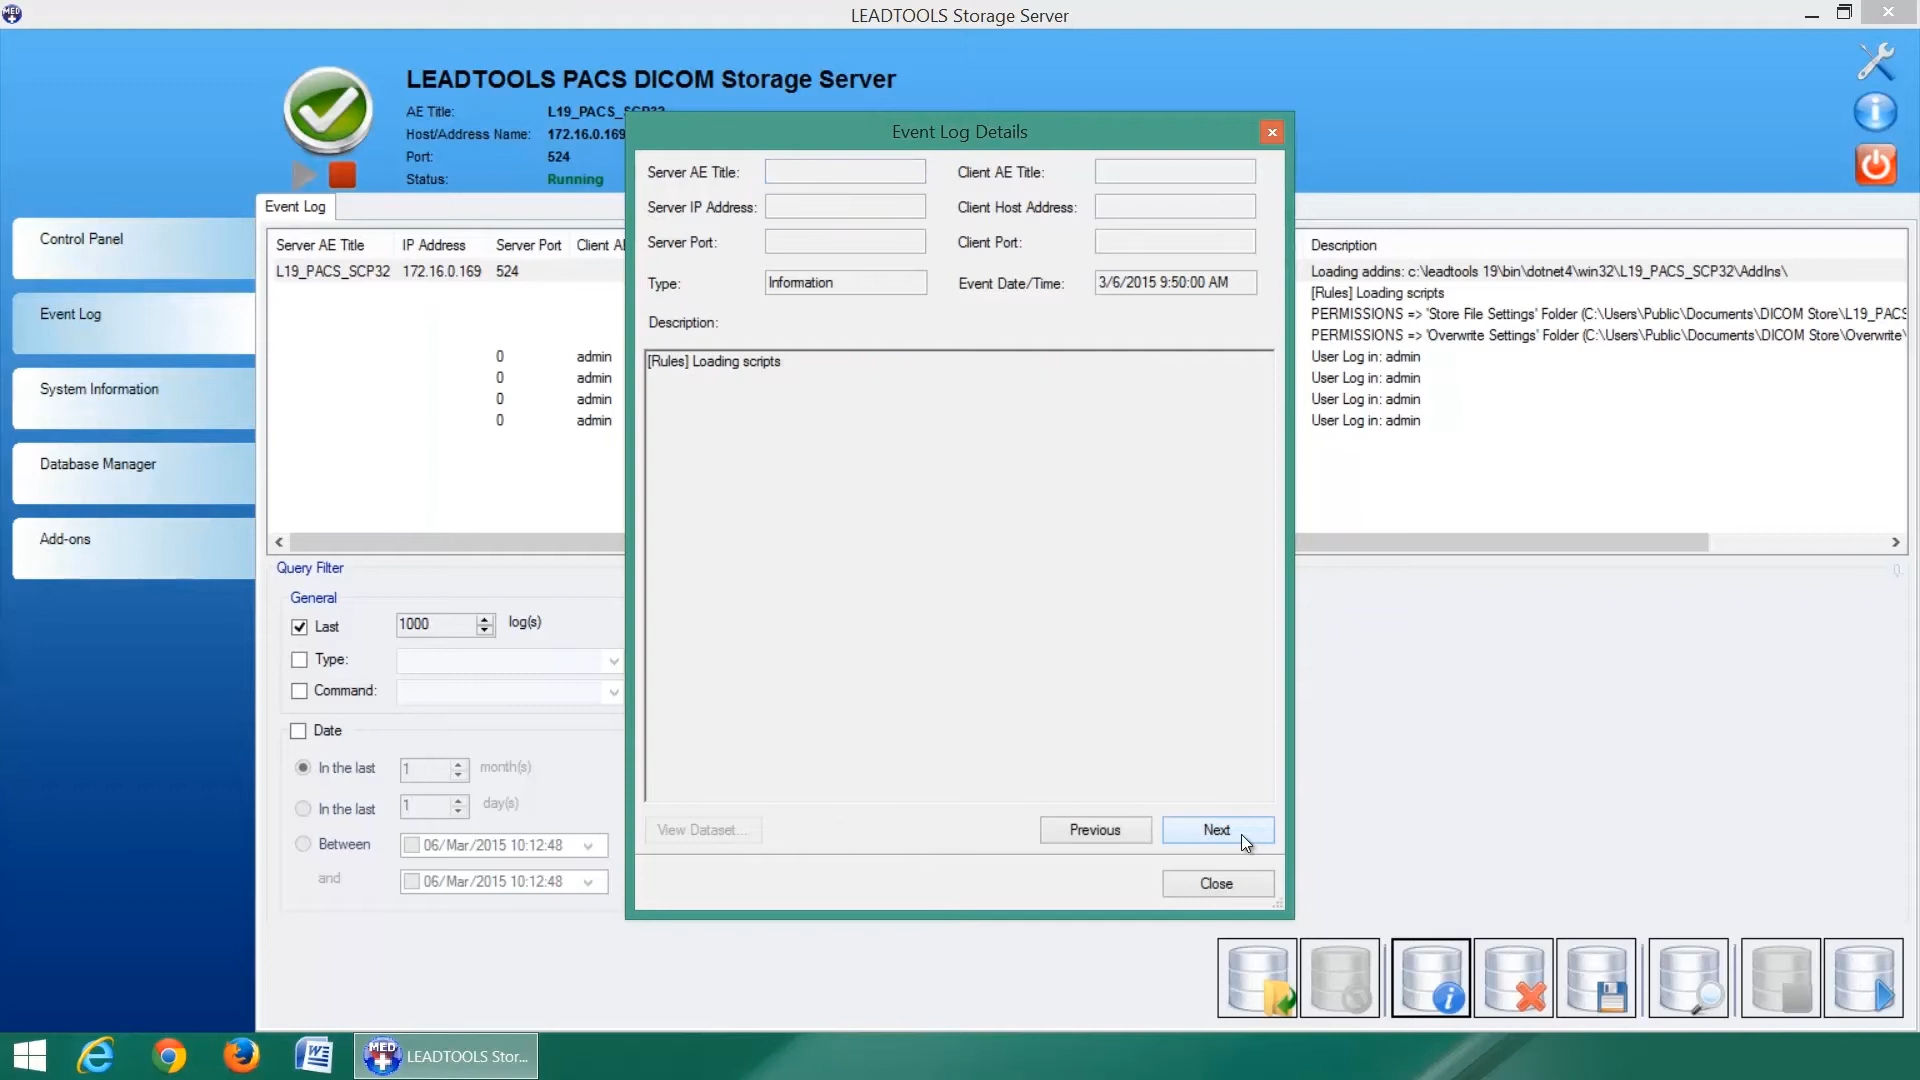 MED
LEADTOOLS Storage Server
LEADTOOLS PACS DICOM Storage Server
AE Title: L19_PACS_SCP32
Host/Address Name: 172.16.0.169
Port: 524
Status: Running
Event Log Details
Server AE Title:
Client AE Title:
Server IP Address:
Client Host Address:
Server Port:
Client Port:
Type: Information
Event Date/Time: 3/6/2015 9:50:00 AM
Description:
[Rules] Loading scripts
View Dataset...
Previous
Next
Close
Control Panel
Event Log
System Information
Database Manager
Add-ons
Event Log
Server AE Title IP Address Server Port Client AE Description
L19_PACS_SCP32 172.16.0.169 524 Loading addins: c:\leadtools 19\bin\dotnet4\win32\L19_PACS_SCP32\AddIns\
[Rules] Loading scripts
PERMISSIONS => 'Store File Settings' Folder (C:\Users\Public\Documents\DICOM Store\L19_PACS
PERMISSIONS => 'Overwrite Settings' Folder (C:\Users\Public\Documents\DICOM Store\Overwrite\
0 admin User Log in: admin
0 admin User Log in: admin
0 admin User Log in: admin
0 admin User Log in: admin
Query Filter
General
Last 1000 log(s)
Type:
Command:
Date
In the last 1 month(s)
In the last 1 day(s)
Between 06/Mar/2015 10:12:48
and 06/Mar/2015 10:12:48
MED LEADTOOLS Stor...